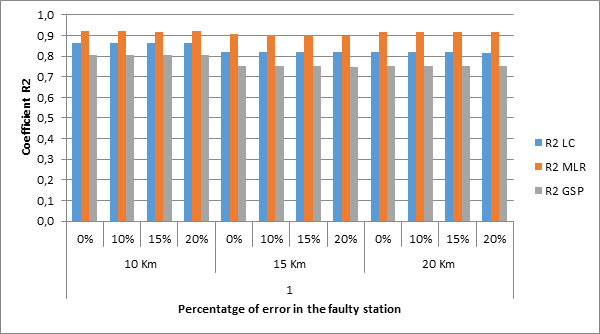 1,0
0,9
0,8
0,7
0,6
0,5
0,4
0,3
0,2
0,1
0,0
Coefficient R2
0% 10% 15% 20% 0% 10% 15% 20% 0% 10% 15% 20%
10 Km 15 Km 20 Km
1
Percentatge of error in the faulty station
R2 LC
R2 MLR
R2 GSP